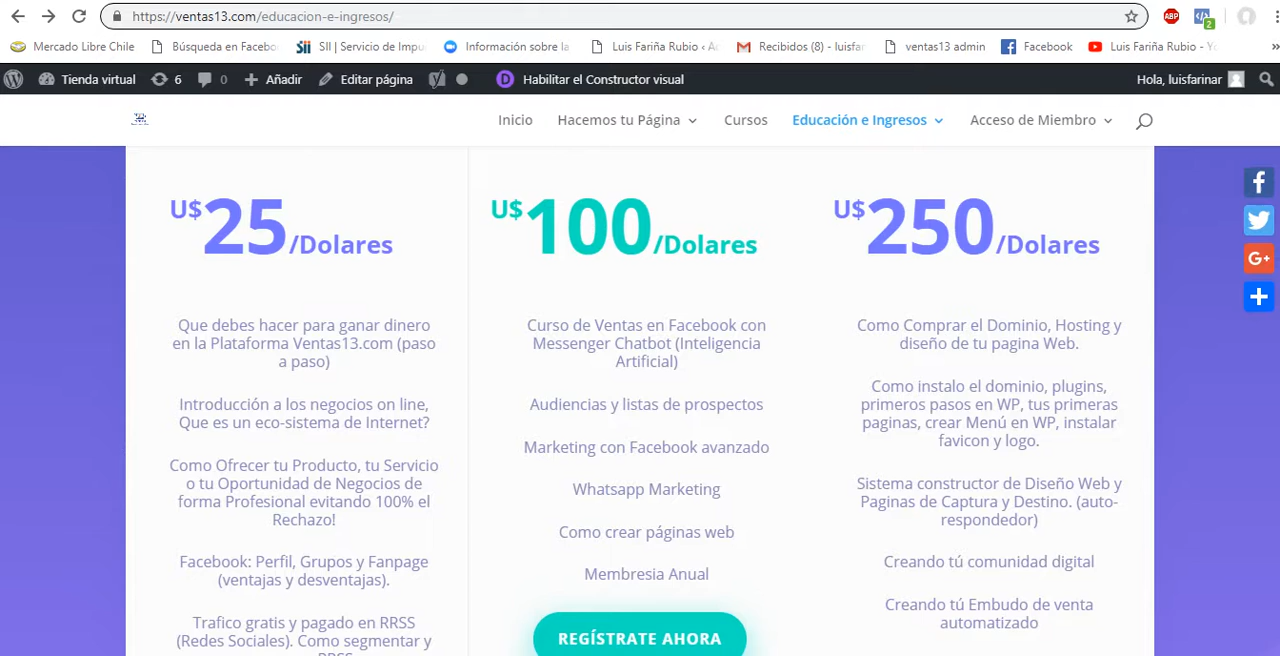 https://ventas13.com/educacion-e-ingresos/
ABP
2
Mercado Libre Chile
Búsqueda en Facebo
SII | Servicio de Impu
Información sobre la
Luis Fariña Rubio ‹ A
Recibidos (8) - luisfar
ventas13 admin
Facebook
Luis Fariña Rubio - Yo
»
Tienda virtual
6
0
Añadir
Editar página
D
Habilitar el Constructor visual
Hola, luisfarinar
Inicio
Hacemos tu Página
Cursos
Educación e Ingresos
Acceso de Miembro
U$25/Dolares
Que debes hacer para ganar dinero
en la Plataforma Ventas13.com (paso
a paso)
Introducción a los negocios on line,
Que es un eco-sistema de Internet?
Como Ofrecer tu Producto, tu Servicio
o tu Oportunidad de Negocios de
forma Profesional evitando 100% el
Rechazo!
Facebook: Perfil, Grupos y Fanpage
(ventajas y desventajas).
Trafico gratis y pagado en RRSS
(Redes Sociales). Como segmentar y
U$100/Dolares
Curso de Ventas en Facebook con
Messenger Chatbot (Inteligencia
Artificial)
Audiencias y listas de prospectos
Marketing con Facebook avanzado
Whatsapp Marketing
Como crear páginas web
Membresia Anual
REGÍSTRATE AHORA
U$250/Dolares
Como Comprar el Dominio, Hosting y
diseño de tu pagina Web.
Como instalo el dominio, plugins,
primeros pasos en WP, tus primeras
paginas, crear Menú en WP, instalar
favicon y logo.
Sistema constructor de Diseño Web y
Paginas de Captura y Destino. (auto-
respondedor)
Creando tú comunidad digital
Creando tú Embudo de venta
automatizado
G+